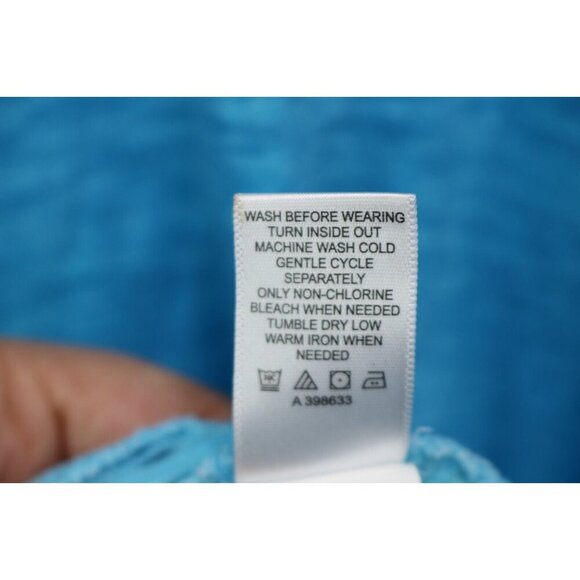 WASH BEFORE WEARING
TURN INSIDE OUT
MACHINE WASH COLD
GENTLE CYCLE
SEPARATELY
ONLY NON-CHLORINE
BLEACH WHEN NEEDED
TUMBLE DRY LOW
WARM IRON WHEN
NEEDED
A 398633